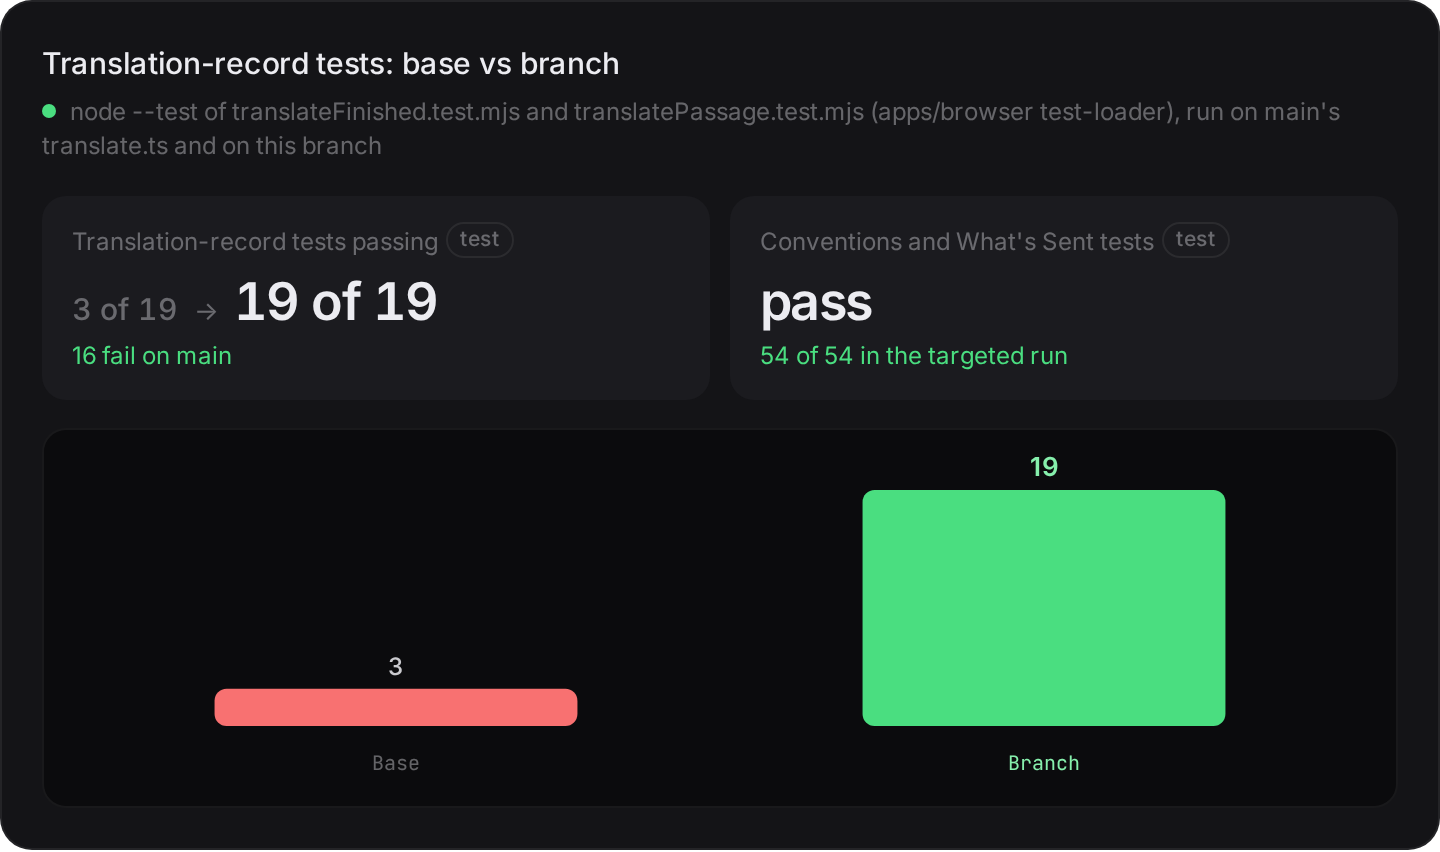 Translation-record tests: base vs branch
node --test of translateFinished.test.mjs and translatePassage.test.mjs (apps/browser test-loader), run on main's
translate.ts and on this branch
Translation-record tests passing test
3 of 19 → 19 of 19
16 fail on main
Conventions and What's Sent tests test
pass
54 of 54 in the targeted run
3
Base
19
Branch